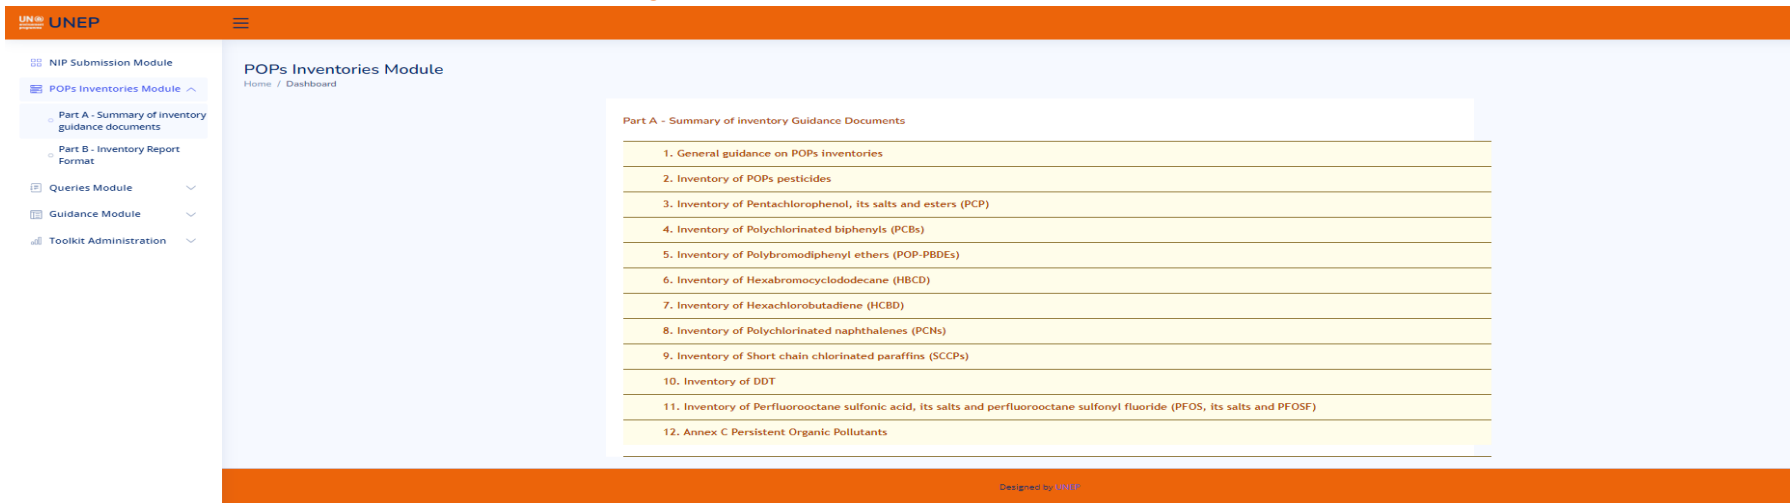 UN
UNEP
NIP Submission Module
POPs Inventories Module
Part A - Summary of inventory
guidance documents
Part B - Inventory Report
Format
Queries Module
Guidance Module
Toolkit Administration
POPs Inventories Module
Home / Dashboard
Part A - Summary of inventory Guidance Documents
1. General guidance on POPs inventories
2. Inventory of POPs pesticides
3. Inventory of Pentachlorophenol, its salts and esters (PCP)
4. Inventory of Polychlorinated biphenyls (PCBs)
5. Inventory of Polybromodiphenyl ethers (POP-PBDEs)
6. Inventory of Hexabromocyclododecane (HBCD)
7. Inventory of Hexachlorobutadiene (HCBD)
8. Inventory of Polychlorinated naphthalenes (PCNs)
9. Inventory of Short chain chlorinated paraffins (SCCPs)
10. Inventory of DDT
11. Inventory of Perfluorooctane sulfonic acid, its salts and perfluorooctane sulfonyl fluoride (PFOS, its salts and PFOSF)
12. Annex C Persistent Organic Pollutants
Designed by UNEP